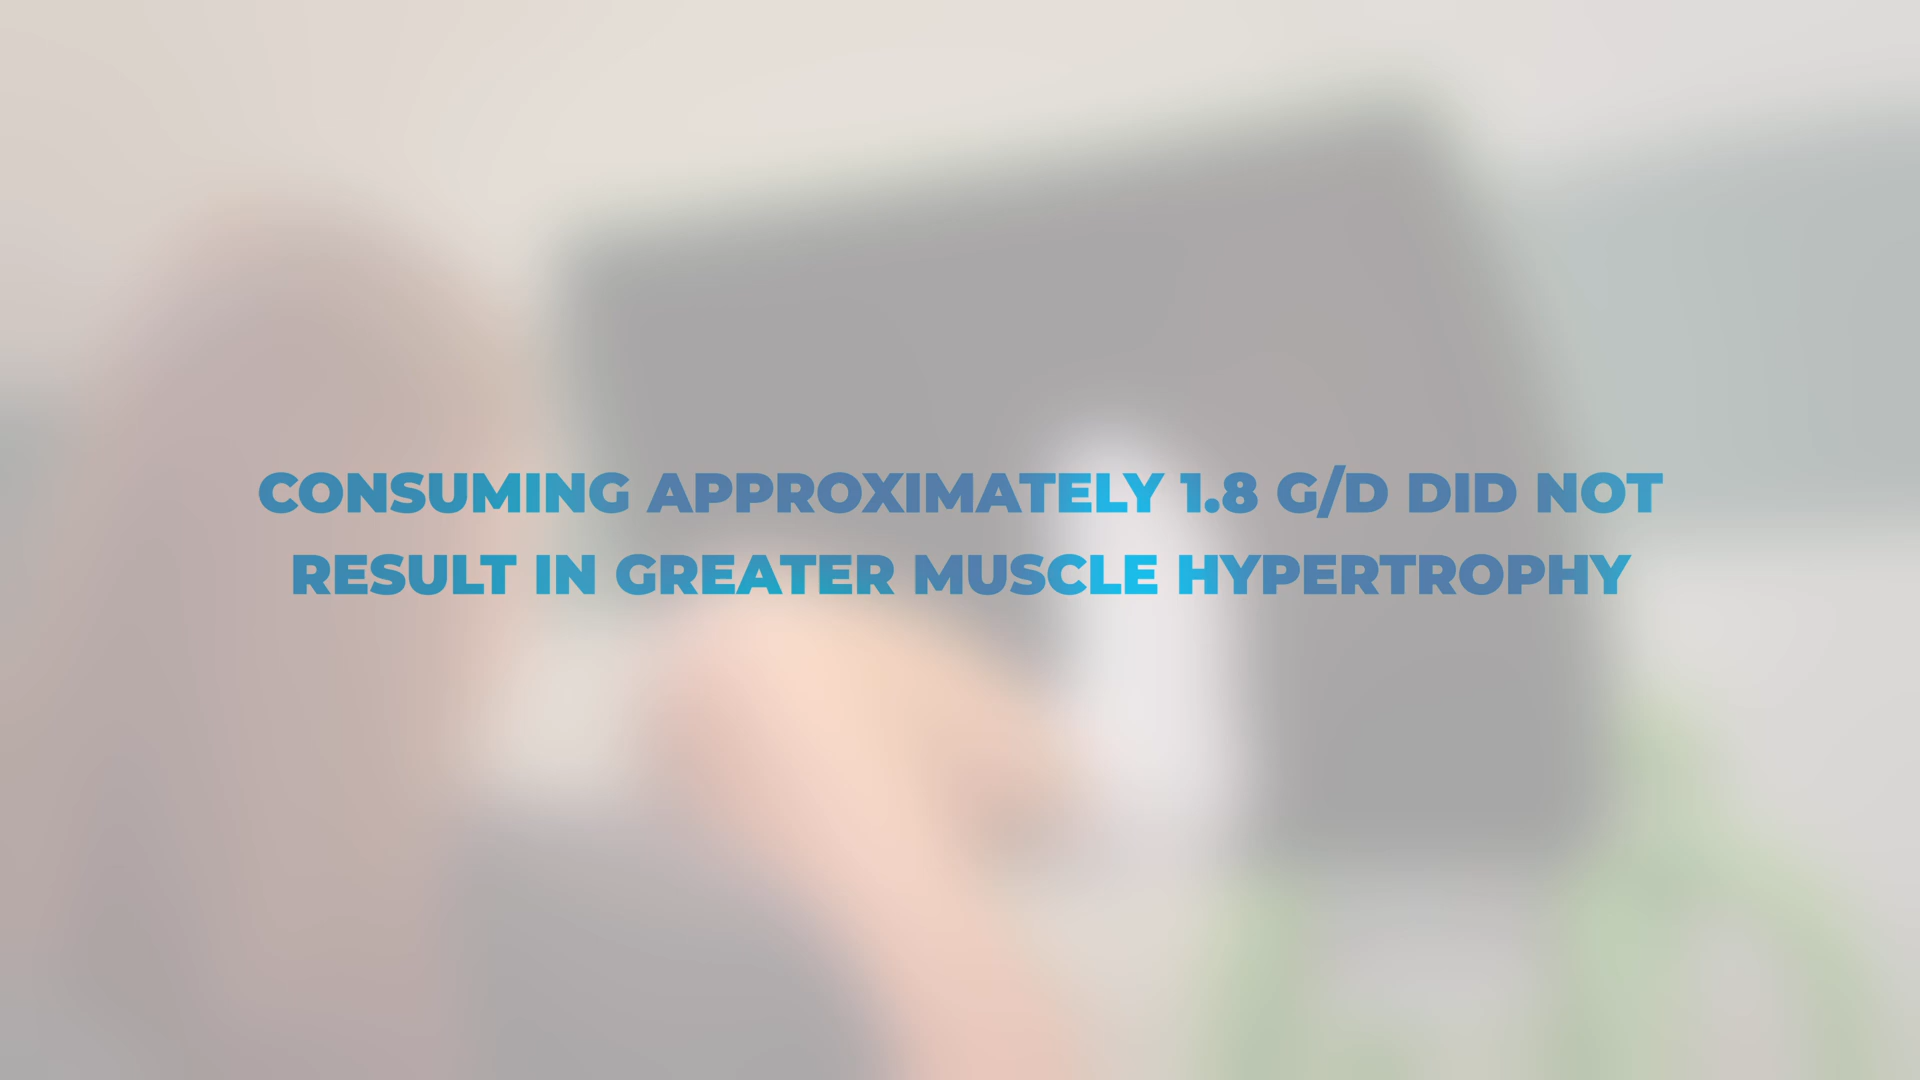 CONSUMING APPROXIMATELY 1.8 G/D DID NOT
RESULT IN GREATER MUSCLE HYPERTROPHY